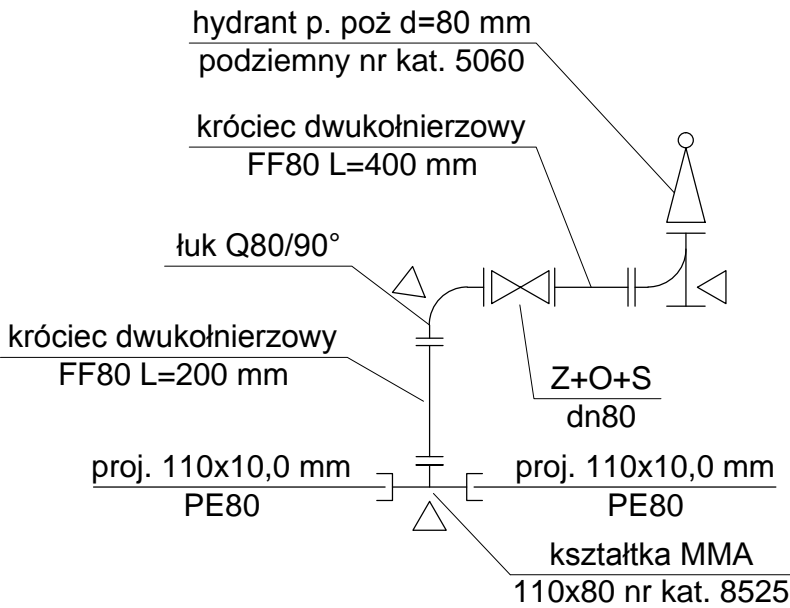 hydrant p. poż d=80 mm
podziemny nr kat. 5060
króciec dwukołnierzowy
FF80 L=400 mm
łuk Q80/90°
króciec dwukołnierzowy
FF80 L=200 mm
Z+O+S
dn80
proj. 110x10,0 mm
PE80
proj. 110x10,0 mm
PE80
kształtka MMA
110x80 nr kat. 8525